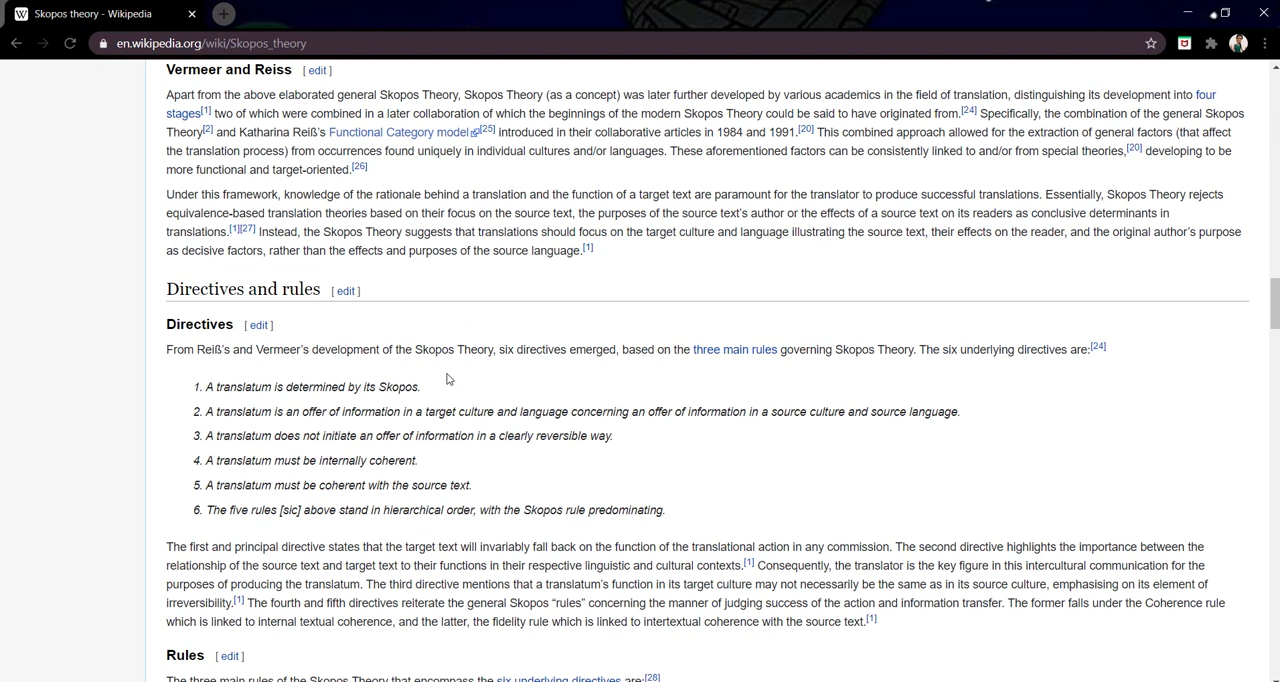 Skopos theory - Wikipedia
en.wikipedia.org/wiki/Skopos_theory
Vermeer and Reiss [ edit ]
Apart from the above elaborated general Skopos Theory, Skopos Theory (as a concept) was later further developed by various academics in the field of translation, distinguishing its development into four
stages[1] two of which were combined in a later collaboration of which the beginnings of the modern Skopos Theory could be said to have originated from.[24] Specifically, the combination of the general Skopos
Theory[2] and Katharina Reiß's Functional Category model[25] introduced in their collaborative articles in 1984 and 1991.[20] This combined approach allowed for the extraction of general factors (that affect
the translation process) from occurrences found uniquely in individual cultures and/or languages. These aforementioned factors can be consistently linked to and/or from special theories,[20] developing to be
more functional and target-oriented.[26]
Under this framework, knowledge of the rationale behind a translation and the function of a target text are paramount for the translator to produce successful translations. Essentially, Skopos Theory rejects
equivalence-based translation theories based on their focus on the source text, the purposes of the source text's author or the effects of a source text on its readers as conclusive determinants in
translations.[1][27] Instead, the Skopos Theory suggests that translations should focus on the target culture and language illustrating the source text, their effects on the reader, and the original author's purpose
as decisive factors, rather than the effects and purposes of the source language.[1]
Directives and rules [ edit ]
Directives [ edit ]
From Reiß's and Vermeer's development of the Skopos Theory, six directives emerged, based on the three main rules governing Skopos Theory. The six underlying directives are:[24]
1. A translatum is determined by its Skopos.
2. A translatum is an offer of information in a target culture and language concerning an offer of information in a source culture and source language.
3. A translatum does not initiate an offer of information in a clearly reversible way.
4. A translatum must be internally coherent.
5. A translatum must be coherent with the source text.
6. The five rules [sic] above stand in hierarchical order, with the Skopos rule predominating.
The first and principal directive states that the target text will invariably fall back on the function of the translational action in any commission. The second directive highlights the importance between the
relationship of the source text and target text to their functions in their respective linguistic and cultural contexts.[1] Consequently, the translator is the key figure in this intercultural communication for the
purposes of producing the translatum. The third directive mentions that a translatum's function in its target culture may not necessarily be the same as in its source culture, emphasising on its element of
irreversibility.[1] The fourth and fifth directives reiterate the general Skopos “rules” concerning the manner of judging success of the action and information transfer. The former falls under the Coherence rule
which is linked to internal textual coherence, and the latter, the fidelity rule which is linked to intertextual coherence with the source text.[1]
Rules [ edit ]
The three main rules of the Skopos Theory that encompass the six underlying directives are:[28]